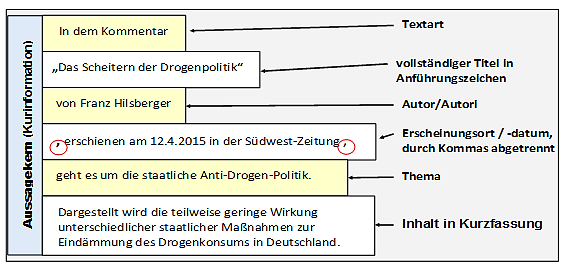 Aussagekern (Kurinformation)
In dem Kommentar
Textart
„Das Scheitern der Drogenpolitik“
vollständiger Titel in
Anführungszeichen
von Franz Hilsberger
Autor/Autori
, erschienen am 12.4.2015 in der Südwest-Zeitung ,
Erscheinungsort / -datum,
durch Kommas abgetrennt
geht es um die staatliche Anti-Drogen-Politik.
Thema
Dargestellt wird die teilweise geringe Wirkung
unterschiedlicher staatlicher Maßnahmen zur
Eindämmung des Drogenkonsums in Deutschland.
Inhalt in Kurzfassung